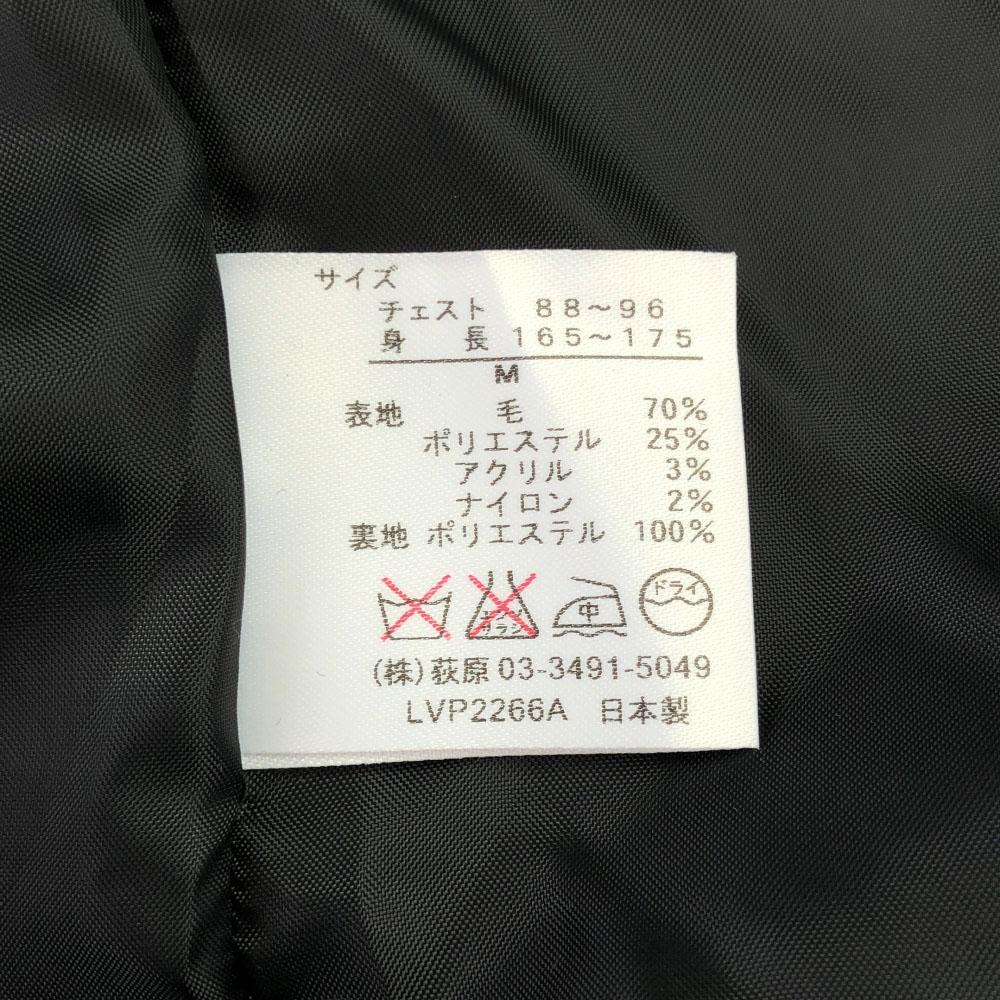 サイズ
チェスト 88～96
身長 165～175
M
表地 毛 70%
ポリエステル 25%
アクリル 3%
ナイロン 2%
裏地 ポリエステル 100%
中 ドライ
(株)荻原 03-3491-5049
LVP2266A 日本製